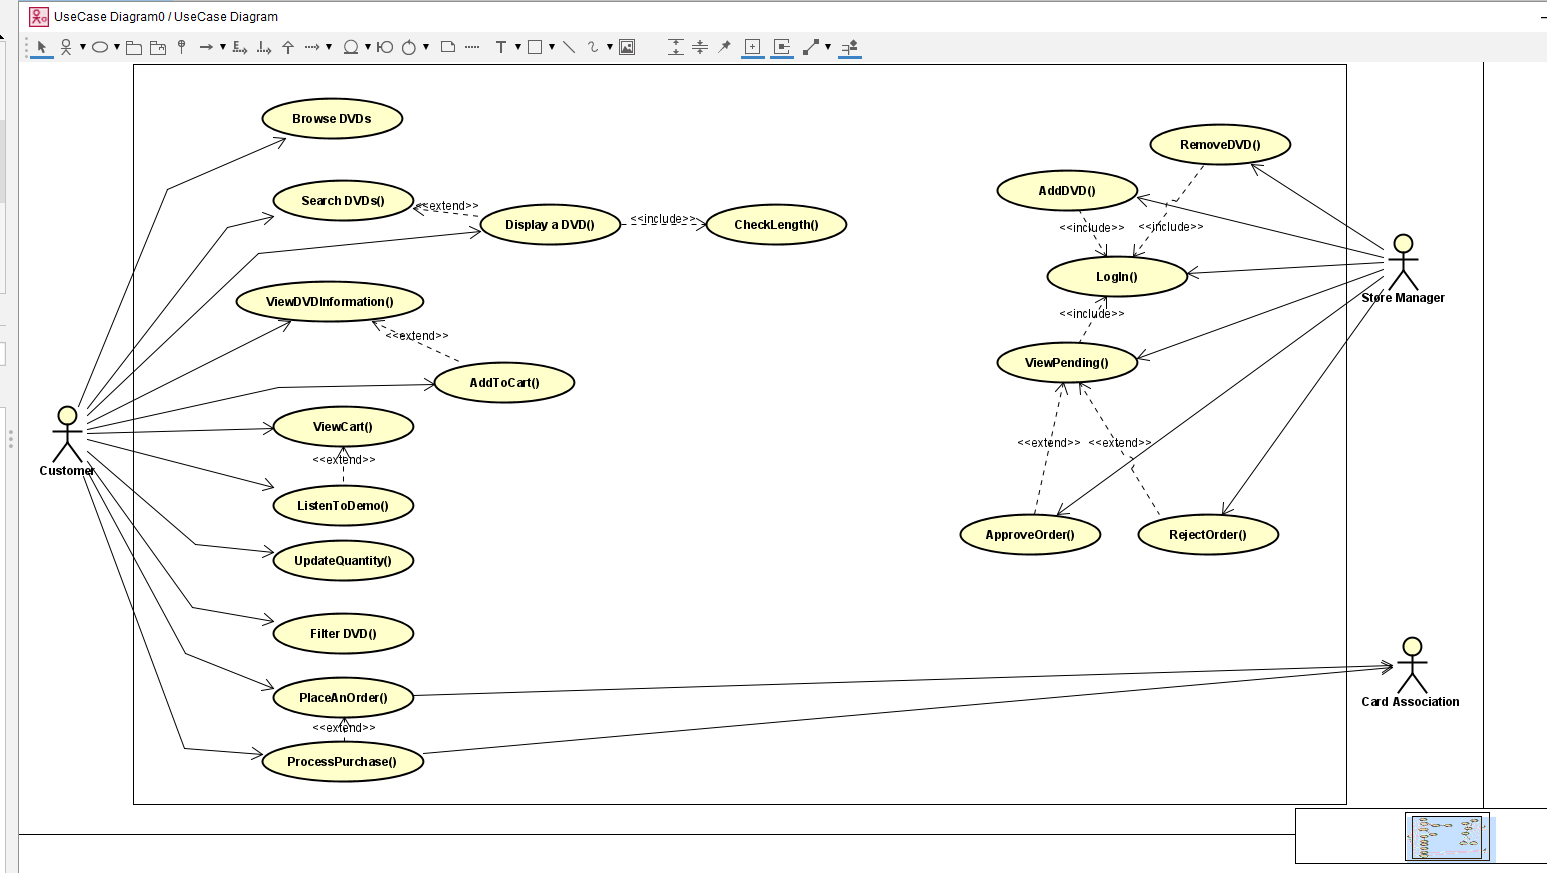 UseCase Diagram0 / UseCase Diagram
Browse DVDs
RemoveDVD()
AddDVD()
Search DVDs()
<<extend>>
Display a DVD()
<<include>>
CheckLength()
<<include>>
<<include>>
LogIn()
Store Manager
ViewDVDInformation()
<<extend>>
<<include>>
ViewPending()
AddToCart()
ViewCart()
<<extend>>
<<extend>>
<<extend>>
Customer
ListenToDemo()
ApproveOrder()
RejectOrder()
UpdateQuantity()
Filter DVD()
PlaceAnOrder()
Card Association
<<extend>>
ProcessPurchase()